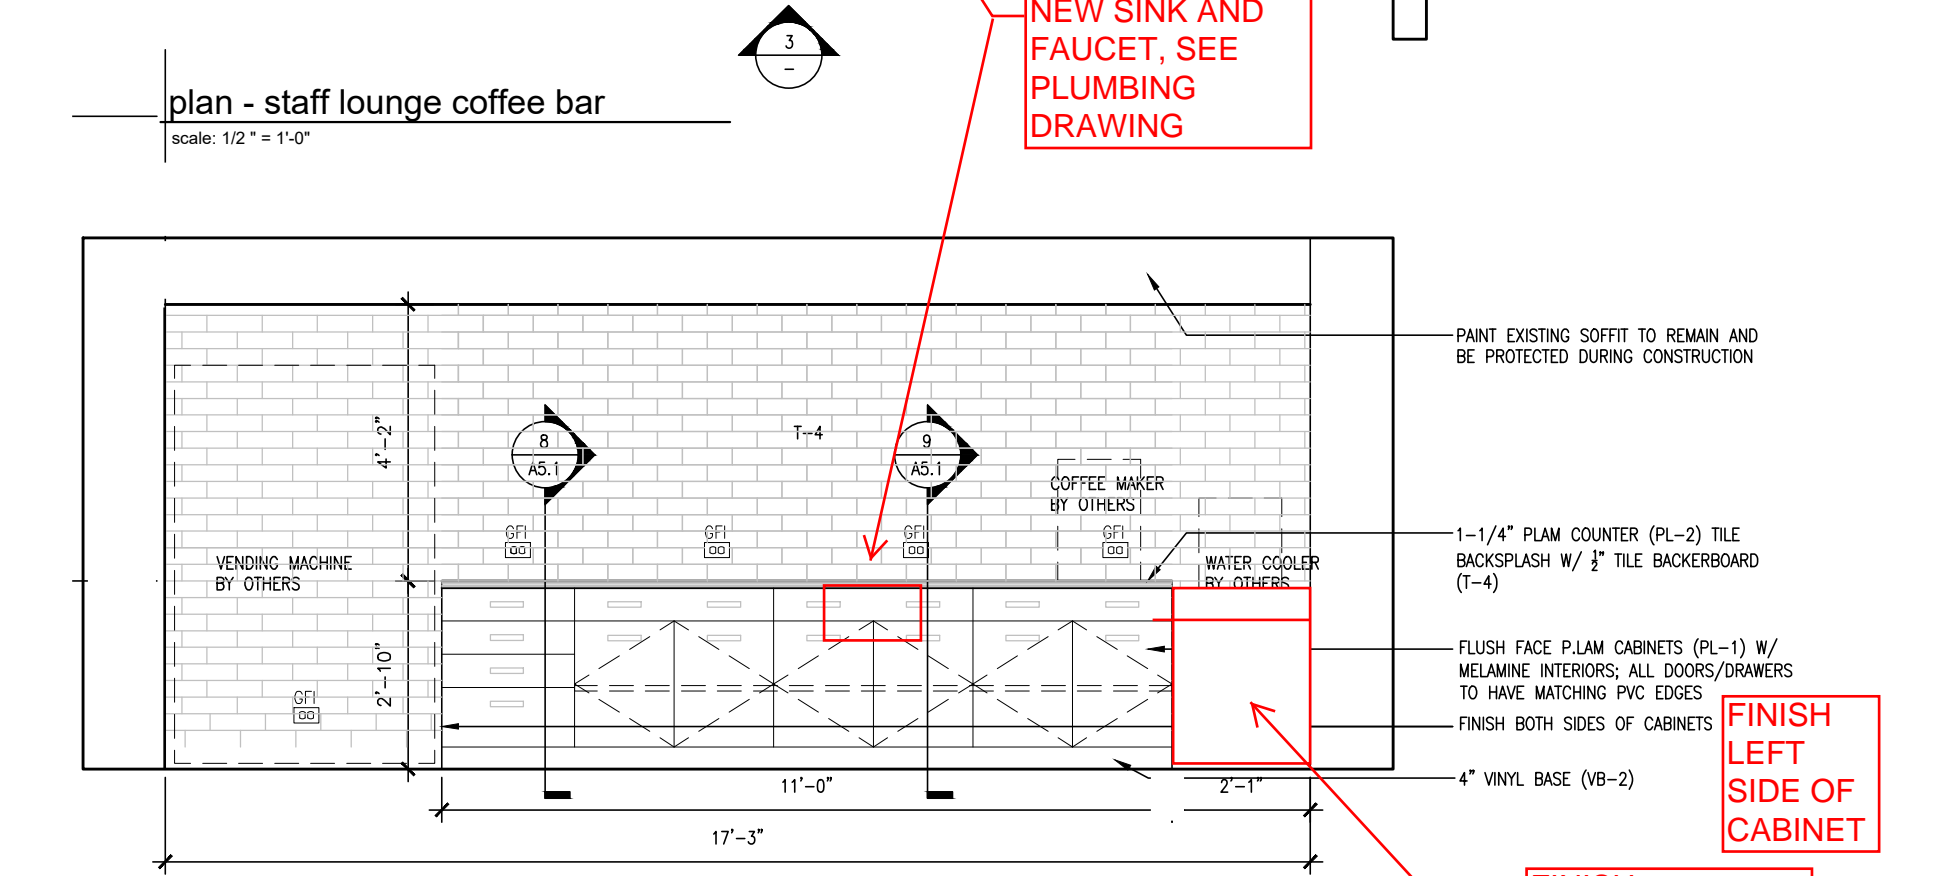 3
–
NEW SINK AND
FAUCET, SEE
PLUMBING
DRAWING
plan - staff lounge coffee bar
scale: 1/2 " = 1'-0"
PAINT EXISTING SOFFIT TO REMAIN AND
BE PROTECTED DURING CONSTRUCTION
4'-2"
8
A5.1
T-4
9
A5.1
COFFEE MAKER
BY OTHERS
GFI
GFI
GFI
GFI
1-1/4" PLAM COUNTER (PL-2) TILE
BACKSPLASH W/ ½" TILE BACKERBOARD
(T-4)
VENDING MACHINE
BY OTHERS
WATER COOLER
BY OTHERS
2'-10"
GFI
FLUSH FACE P.LAM CABINETS (PL-1) W/
MELAMINE INTERIORS; ALL DOORS/DRAWERS
TO HAVE MATCHING PVC EDGES
FINISH BOTH SIDES OF CABINETS
FINISH
LEFT
SIDE OF
CABINET
4" VINYL BASE (VB-2)
11'-0"
2'-1"
17'-3"